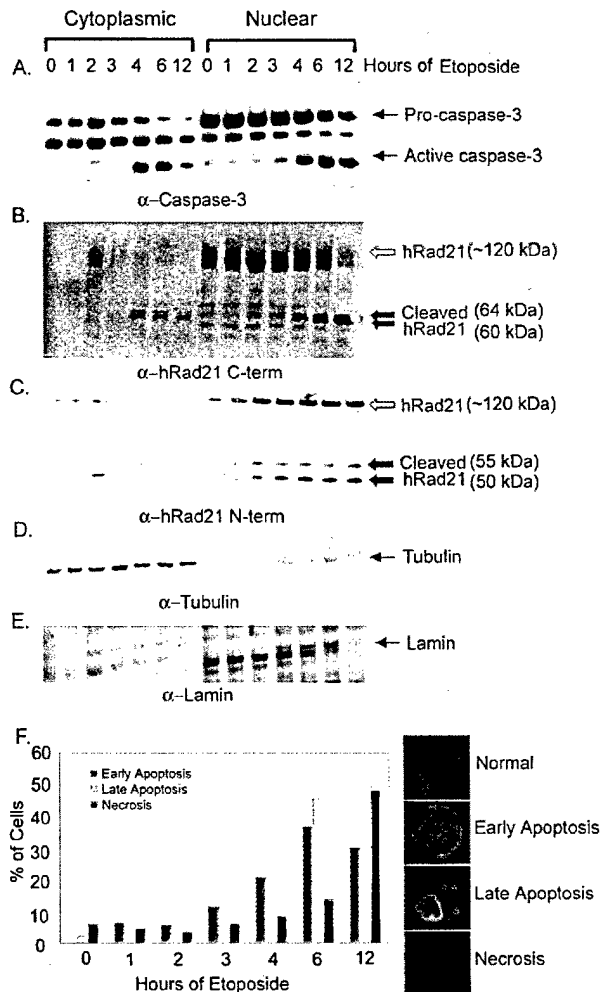 Cytoplasmic Nuclear
A.
0 1 2 3 4 6 12 0 1 2 3 4 6 12 Hours of Etoposide
Pro-caspase-3
Active caspase-3
α–Caspase-3
B.
hRad21 (~120 kDa)
Cleaved (64 kDa)
hRad21 (60 kDa)
α–hRad21 C-term
C.
hRad21 (~120 kDa)
Cleaved (55 kDa)
hRad21 (50 kDa)
α–hRad21 N-term
D.
Tubulin
α–Tubulin
E.
Lamin
α–Lamin
F.
60
50
40
30
20
10
0
% of Cells
Early Apoptosis
Late Apoptosis
Necrosis
0 1 2 3 4 6 12
Hours of Etoposide
Normal
Early Apoptosis
Late Apoptosis
Necrosis